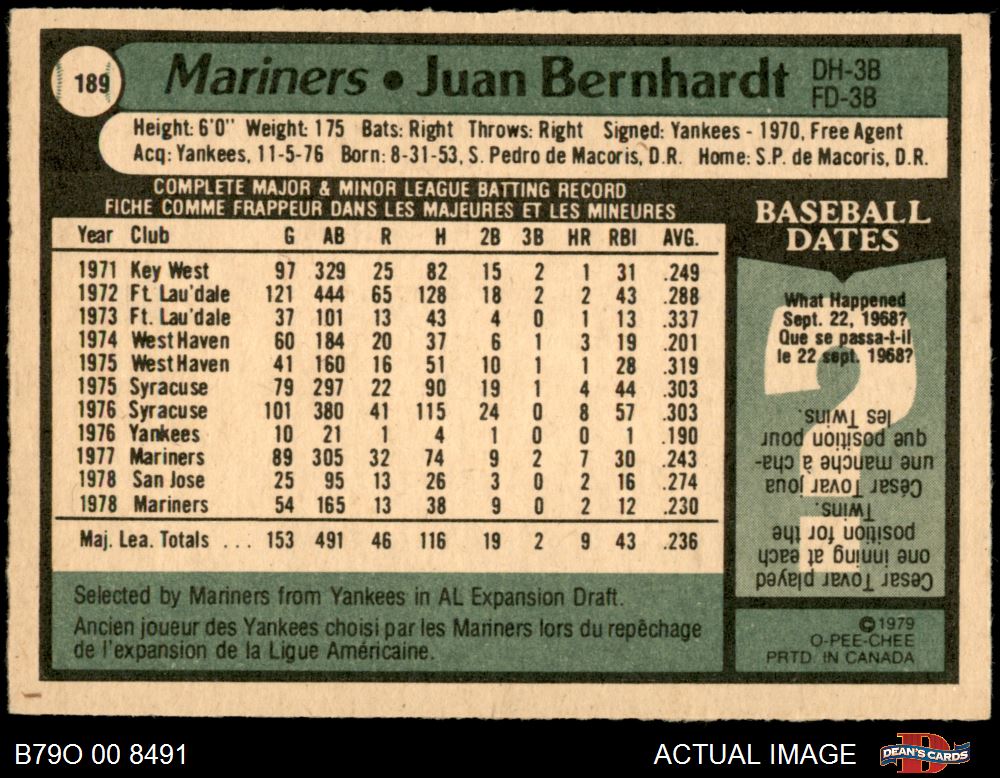 189
Mariners • Juan Bernhardt DH-3B
FD-3B
Height: 6'0" Weight: 175 Bats: Right Throws: Right Signed: Yankees - 1970, Free Agent
Acq: Yankees, 11-5-76 Born: 8-31-53, S. Pedro de Macoris, D.R. Home: S.P. de Macoris, D.R.
COMPLETE MAJOR & MINOR LEAGUE BATTING RECORD
FICHE COMME FRAPPEUR DANS LES MAJEURES ET LES MINEURES
Year Club G AB R H 2B 3B HR RBI AVG.
1971 Key West 97 329 25 82 15 2 1 31 .249
1972 Ft. Lau'dale 121 444 65 128 18 2 2 43 .288
1973 Ft. Lau'dale 37 101 13 43 4 0 1 13 .337
1974 West Haven 60 184 20 37 6 1 3 19 .201
1975 West Haven 41 160 16 51 10 1 1 28 .319
1975 Syracuse 79 297 22 90 19 1 4 44 .303
1976 Syracuse 101 380 41 115 24 0 8 57 .303
1976 Yankees 10 21 1 4 1 0 0 1 .190
1977 Mariners 89 305 32 74 9 2 7 30 .243
1978 San Jose 25 95 13 26 3 0 2 16 .274
1978 Mariners 54 165 13 38 9 0 2 12 .230
Maj. Lea. Totals ... 153 491 46 116 19 2 9 43 .236
Selected by Mariners from Yankees in AL Expansion Draft.
Ancien joueur des Yankees choisi par les Mariners lors du repêchage
de l'expansion de la Ligue Américaine.
BASEBALL
DATES
What Happened
Sept. 22, 1968?
Que se passa-t-il
le 22 sept. 1968?
Cesar Tovar played
one inning at each
position for the
Twins.
César Tovar joua
une manche à cha-
que position pour
les Twins.
©1979
O-PEE-CHEE
PRTD. IN CANADA
B79O 00 8491
ACTUAL IMAGE
DEAN'S CARDS